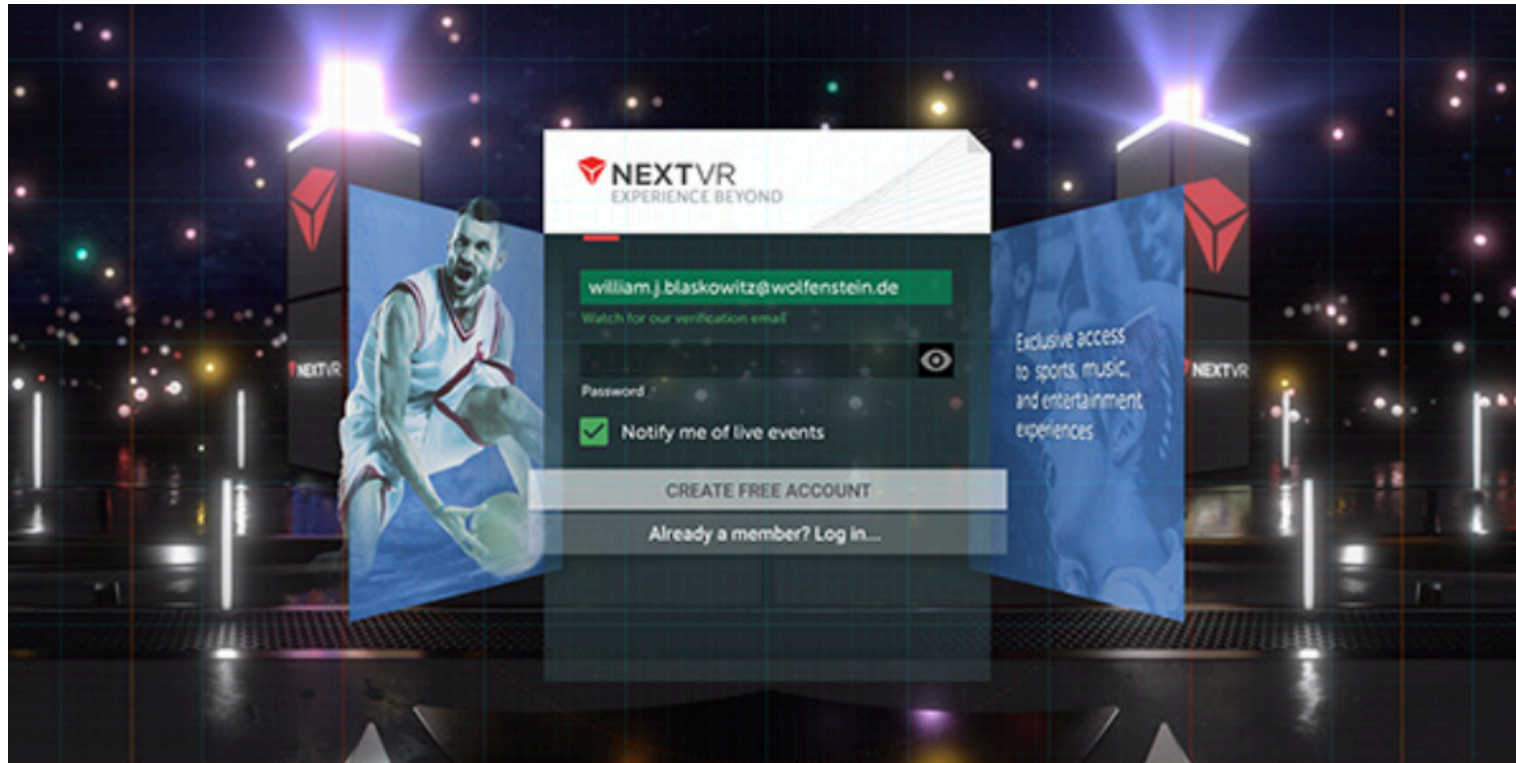 NEXTVR
EXPERIENCE BEYOND
william.j.blaskowitz@wolfenstein.de
Watch for our verification email
Password
Notify me of live events
CREATE FREE ACCOUNT
Already a member? Log in...
NEXTVR
Exclusive access
to sports, music,
and entertainment
experiences
NEXTVR